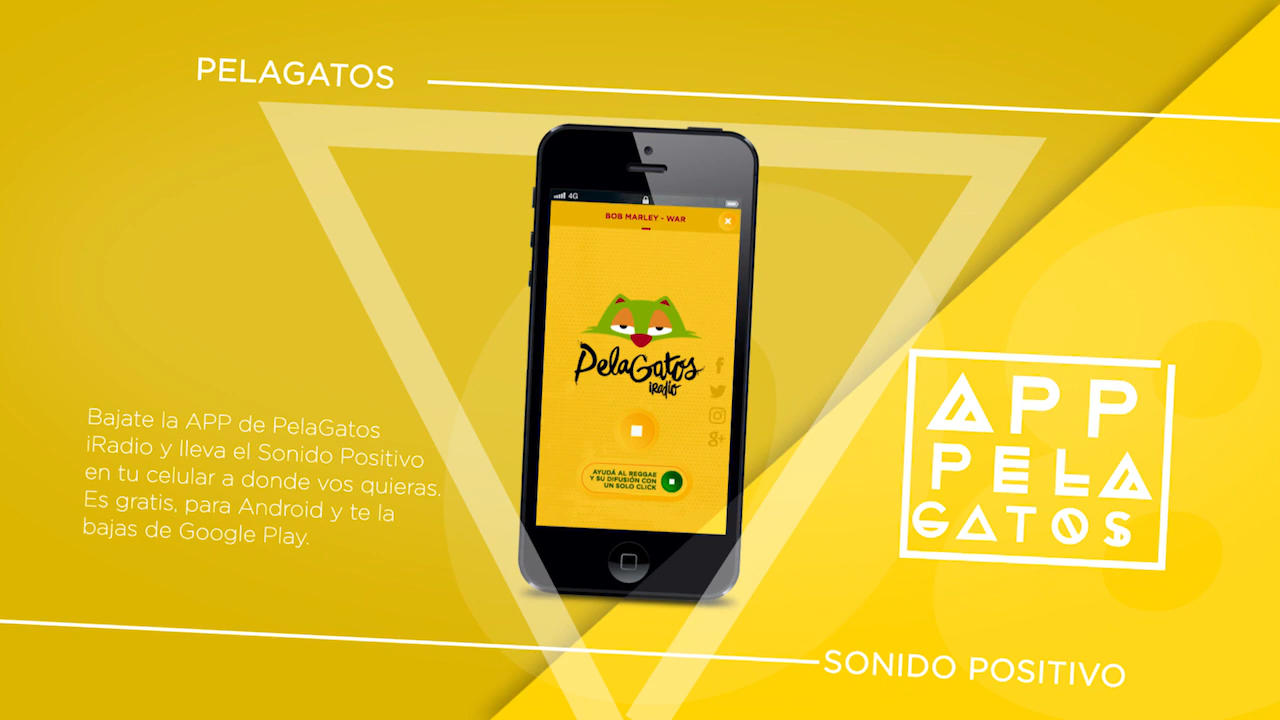 PELAGATOS
4G
BOB MARLEY - WAR
PelaGatos
iRadio
AYUDÁ AL REGGAE
Y SU DIFUSIÓN CON
UN SOLO CLICK
Bajate la APP de PelaGatos
iRadio y lleva el Sonido Positivo
en tu celular a donde vos quieras.
Es gratis, para Android y te la
bajas de Google Play.
APP
PELA
GATOS
SONIDO POSITIVO